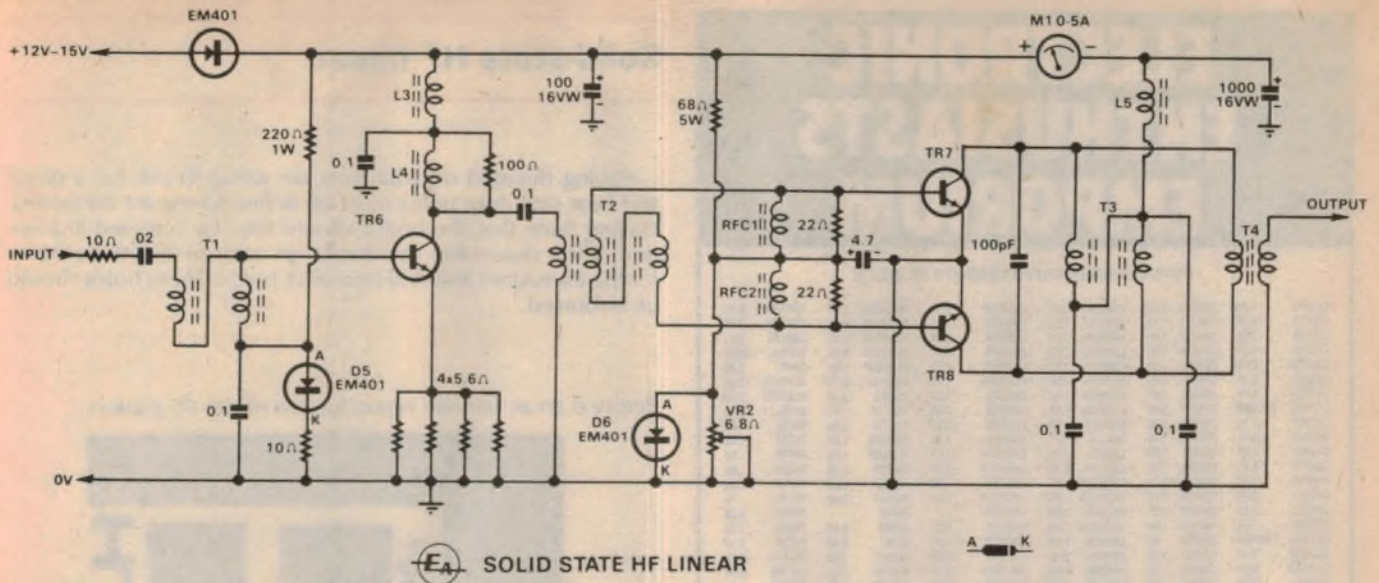 EM401
M1 0-5A
+12V-15V
+ -
L3
100
16VW
+
-
68Ω
5W
L5
1000
16VW
+
-
220Ω
1W
0.1
L4
100Ω
0.1
TR7
TR6
T2
OUTPUT
10Ω
.02
T1
RFC1
22Ω
4.7
+ -
100pF
T3
T4
INPUT
RFC2
22Ω
A
D5
EM401
TR8
4x5.6Ω
K
0.1
A
D6
EM401
VR2
6.8Ω
0.1
0.1
10Ω
K
0V
EA SOLID STATE HF LINEAR
A K